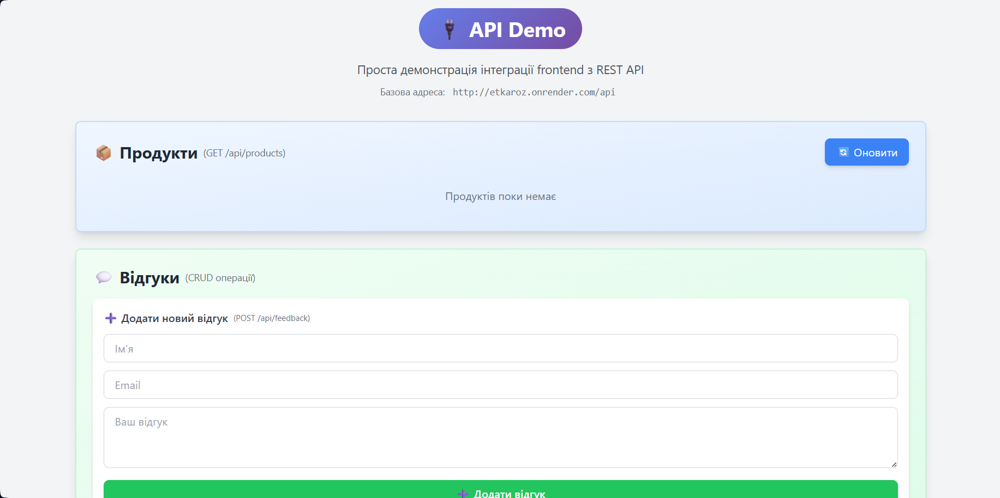 API Demo
Проста демонстрація інтеграції frontend з REST API
Базова адреса: http://etkaroz.onrender.com/api
Продукти (GET /api/products)
Оновити
Продуктів поки немає
Відгуки (CRUD операції)
Додати новий відгук (POST /api/feedback)
Ім'я
Email
Ваш відгук
Додати відгук